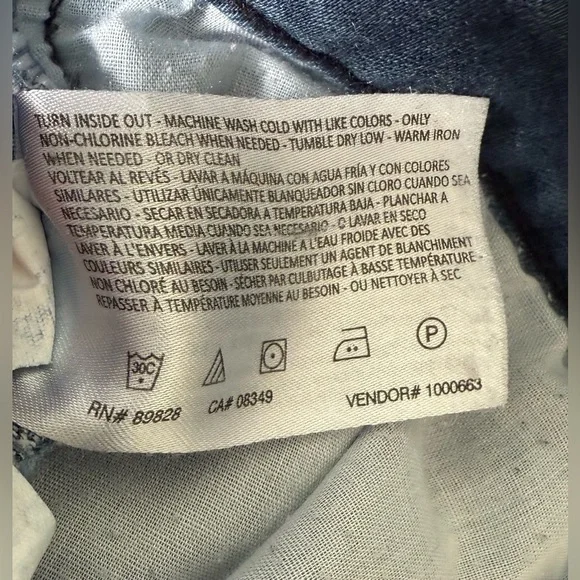 TURN INSIDE OUT - MACHINE WASH COLD WITH LIKE COLORS - ONLY
NON-CHLORINE BLEACH WHEN NEEDED - TUMBLE DRY LOW - WARM IRON
WHEN NEEDED - OR DRY CLEAN
VOLTEAR AL REVÉS - LAVAR A MÁQUINA CON AGUA FRÍA Y CON COLORES
SIMILARES - UTILIZAR ÚNICAMENTE BLANQUEADOR SIN CLORO CUANDO SEA
NECESARIO - SECAR EN SECADORA A TEMPERATURA BAJA - PLANCHAR A
TEMPERATURA MEDIA CUANDO SEA NECESARIO - O LAVAR EN SECO
LAVER À L'ENVERS - LAVER À LA MACHINE A L'EAU FROIDE AVEC DES
COULEURS SIMILAIRES - UTILISER SEULEMENT UN AGENT DE BLANCHIMENT
NON CHLORÉ AU BESOIN - SÉCHER PAR CULBUTAGE À BASSE TEMPÉRATURE -
REPASSER À TEMPÉRATURE MOYENNE AU BESOIN - OU NETTOYER À SEC
30C P
RN# 89828 CA# 08349 VENDOR# 1000663